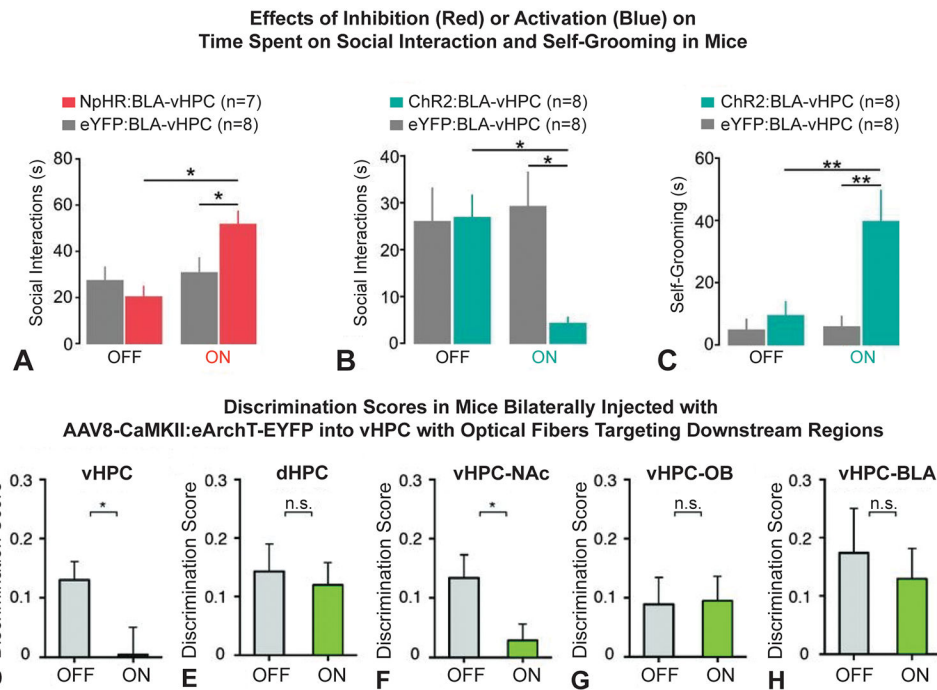 Effects of Inhibition (Red) or Activation (Blue) on
Time Spent on Social Interaction and Self-Grooming in Mice
NpHR:BLA-vHPC (n=7)
eYFP:BLA-vHPC (n=8)
Social Interactions (s)
80
60
40
20
0
*
*
OFF
ON
A
ChR2:BLA-vHPC (n=8)
eYFP:BLA-vHPC (n=8)
Social Interactions (s)
40
30
20
10
0
*
*
OFF
ON
B
ChR2:BLA-vHPC (n=8)
eYFP:BLA-vHPC (n=8)
Self-Grooming (s)
60
40
20
0
**
**
OFF
ON
C
Discrimination Scores in Mice Bilaterally Injected with
AAV8-CaMKII:eArchT-EYFP into vHPC with Optical Fibers Targeting Downstream Regions
vHPC
0.3
0.2
0.1
0
*
OFF
ON
dHPC
Discrimination Score
0.3
0.2
0.1
0
n.s.
OFF
ON
E
vHPC-NAc
Discrimination Score
0.3
0.2
0.1
0
*
OFF
ON
F
vHPC-OB
Discrimination Score
0.3
0.2
0.1
0
n.s.
OFF
ON
G
vHPC-BLA
Discrimination Score
0.3
0.2
0.1
0
n.s.
OFF
ON
H